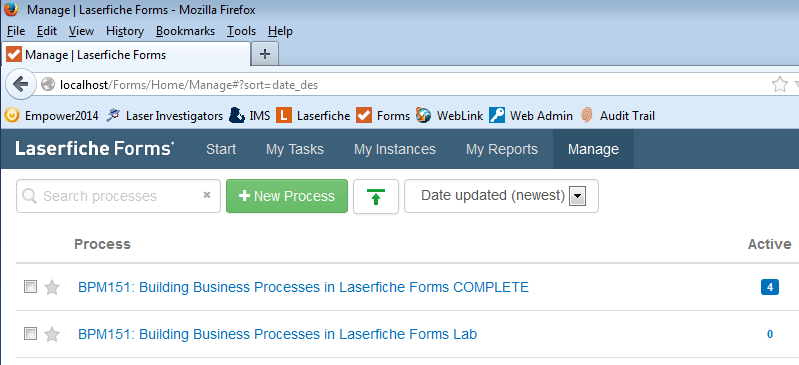 Manage | Laserfiche Forms - Mozilla Firefox
File Edit View History Bookmarks Tools Help
Manage | Laserfiche Forms +
localhost/Forms/Home/Manage#?sort=date_des
Empower2014 Laser Investigators IMS Laserfiche Forms WebLink Web Admin Audit Trail
Laserfiche Forms® Start My Tasks My Instances My Reports Manage
Search processes × + New Process Date updated (newest)
Process Active
BPM151: Building Business Processes in Laserfiche Forms COMPLETE 4
BPM151: Building Business Processes in Laserfiche Forms Lab 0